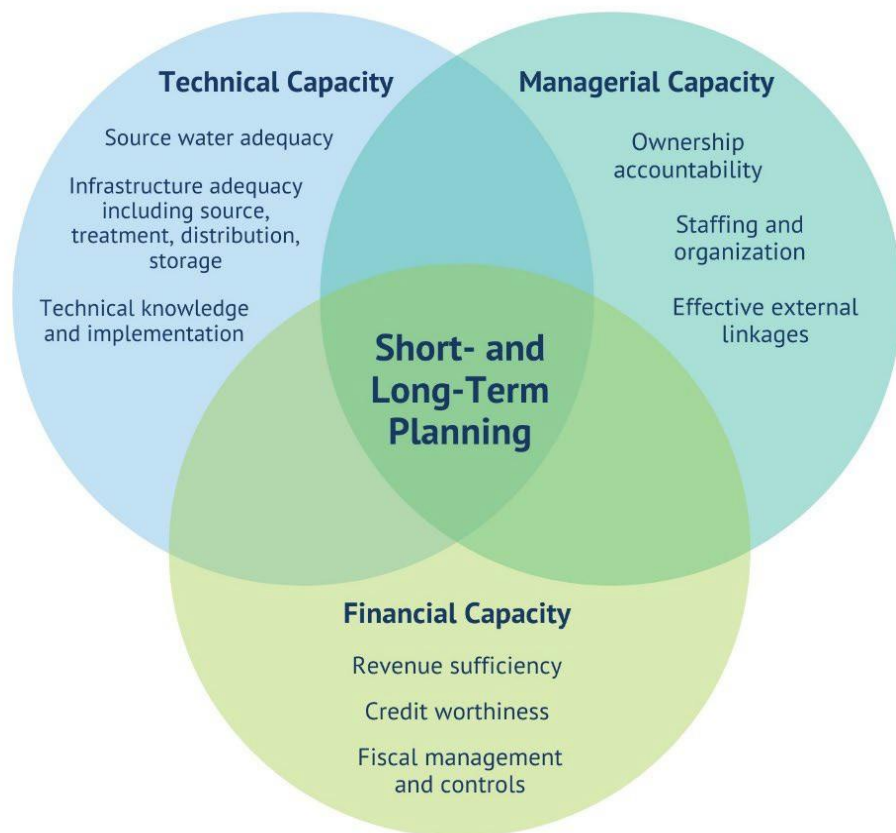 Technical Capacity
Source water adequacy
Infrastructure adequacy
including source,
treatment, distribution,
storage
Technical knowledge
and implementation
Managerial Capacity
Ownership
accountability
Staffing and
organization
Effective external
linkages
Short- and
Long-Term
Planning
Financial Capacity
Revenue sufficiency
Credit worthiness
Fiscal management
and controls